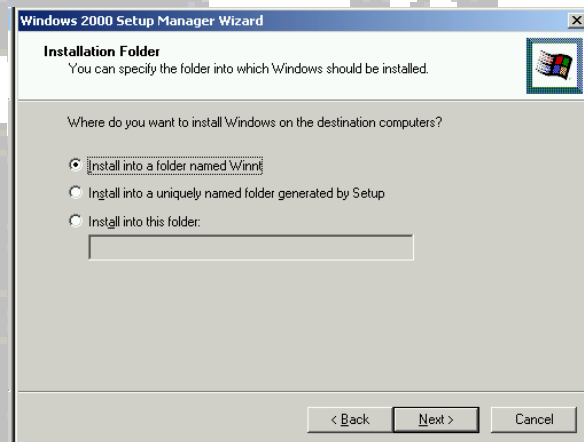 Windows 2000 Setup Manager Wizard
Installation Folder
You can specify the folder into which Windows should be installed.
Where do you want to install Windows on the destination computers?
Install into a folder named Winnt
Install into a uniquely named folder generated by Setup
Install into this folder:
< Back Next > Cancel